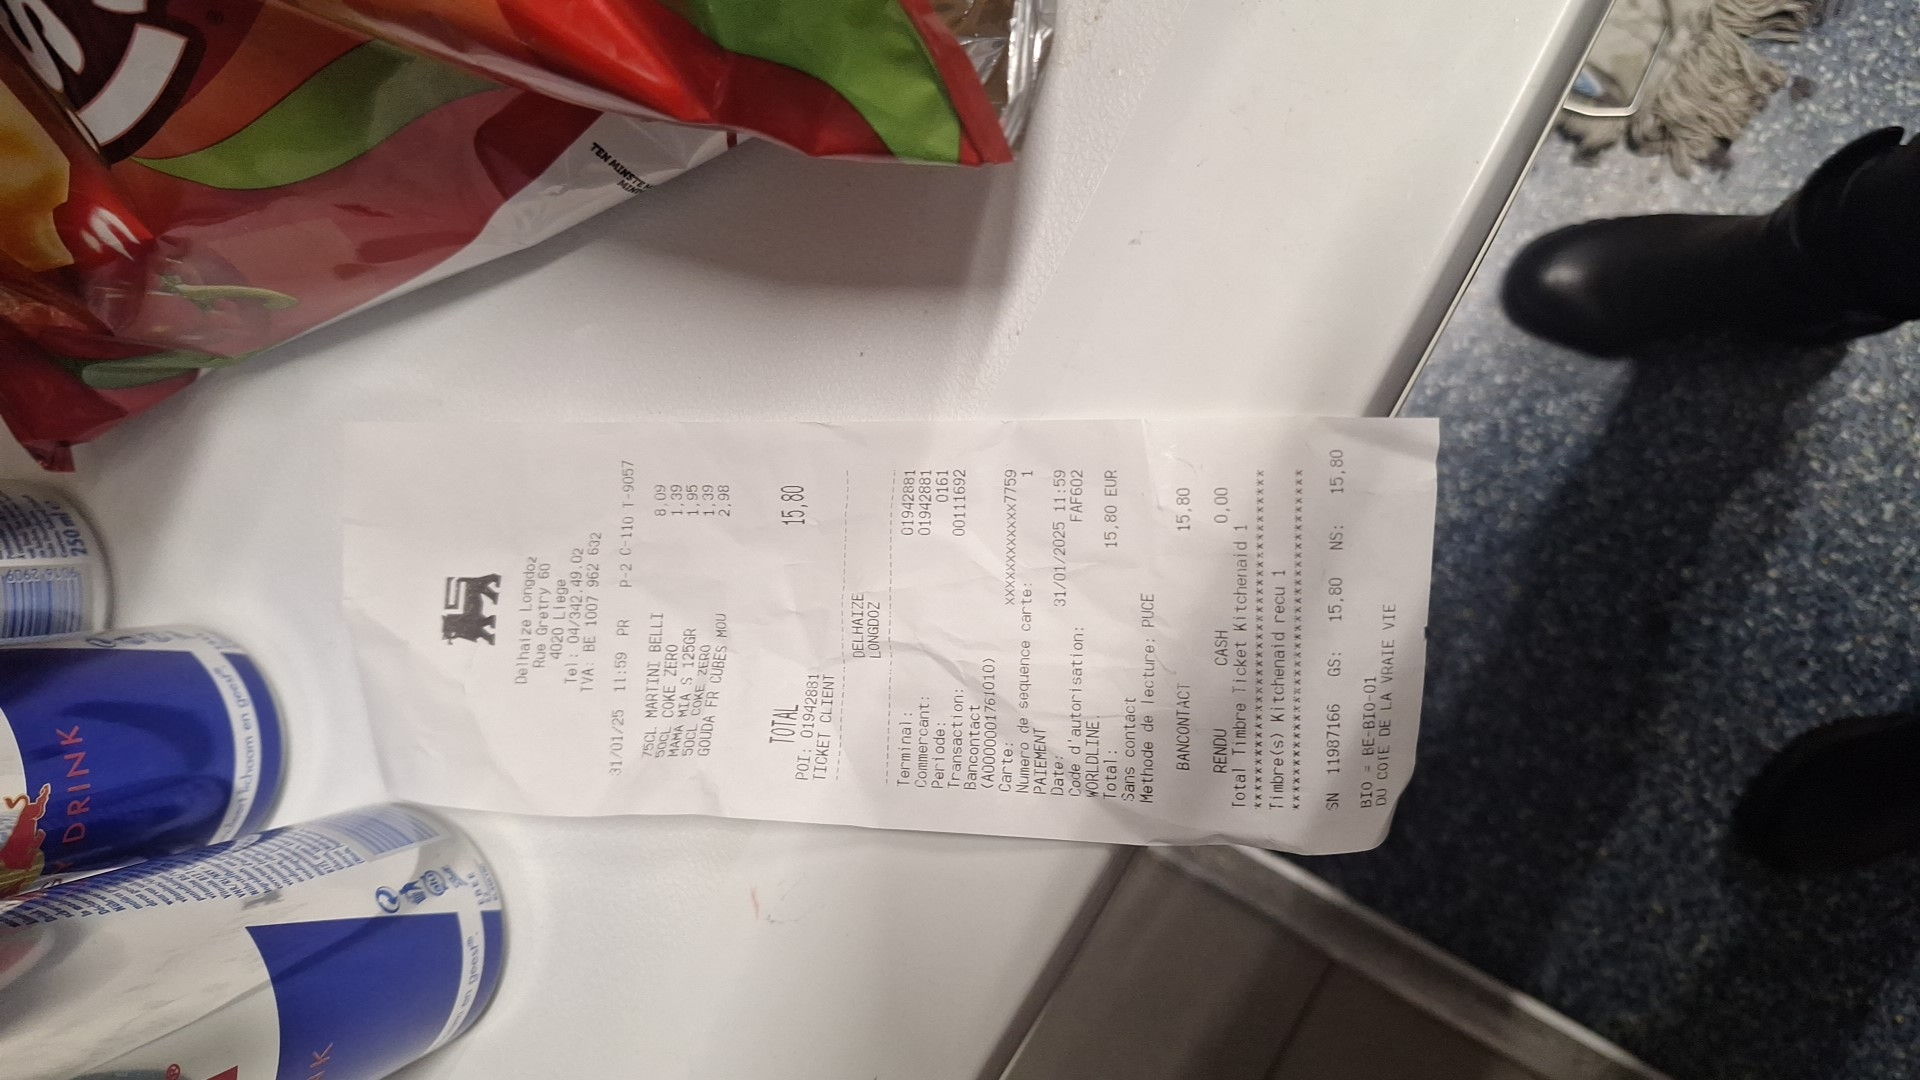 Delhaize Longdoz
Rue Gretry 60
4020 Liege
Tel: 04/342.49.02
TVA: BE 1007 962 632
31/01/25 11:59 PR P-2 C-110 T-9057
75CL MARTINI BELLI 8,09
50CL COKE ZERO 1,39
MAMA MIA S 125GR 1,95
50CL COKE ZERO 1,39
GOUDA FR CUBES MOU 2,98
TOTAL 15,80
POI: 01942881
TICKET CLIENT
DELHAIZE
LONGDOZ
Terminal: 01942881
Commercant: 01942881
Periode: 0161
Transaction: 00111692
Bancontact
(A0000001761010)
Carte: xxxxxxxxxxxxx7759
Numero de sequence carte: 1
PAIEMENT
Date: 31/01/2025 11:59
Code d'autorisation: FAF602
WORLDLINE.
Total: 15,80 EUR
Sans contact
Methode de lecture: PUCE
BANCONTACT 15,80
RENDU CASH 0,00
Total Timbre Ticket Kitchenaid 1
Timbre(s) Kitchenaid recu 1
SN 11987166 GS: 15,80 NS: 15,80
BIO = BE-BIO-01
DU COTE DE LA VRAIE VIE
TEN MINSTE
250 ml
DRINK
en geest®.